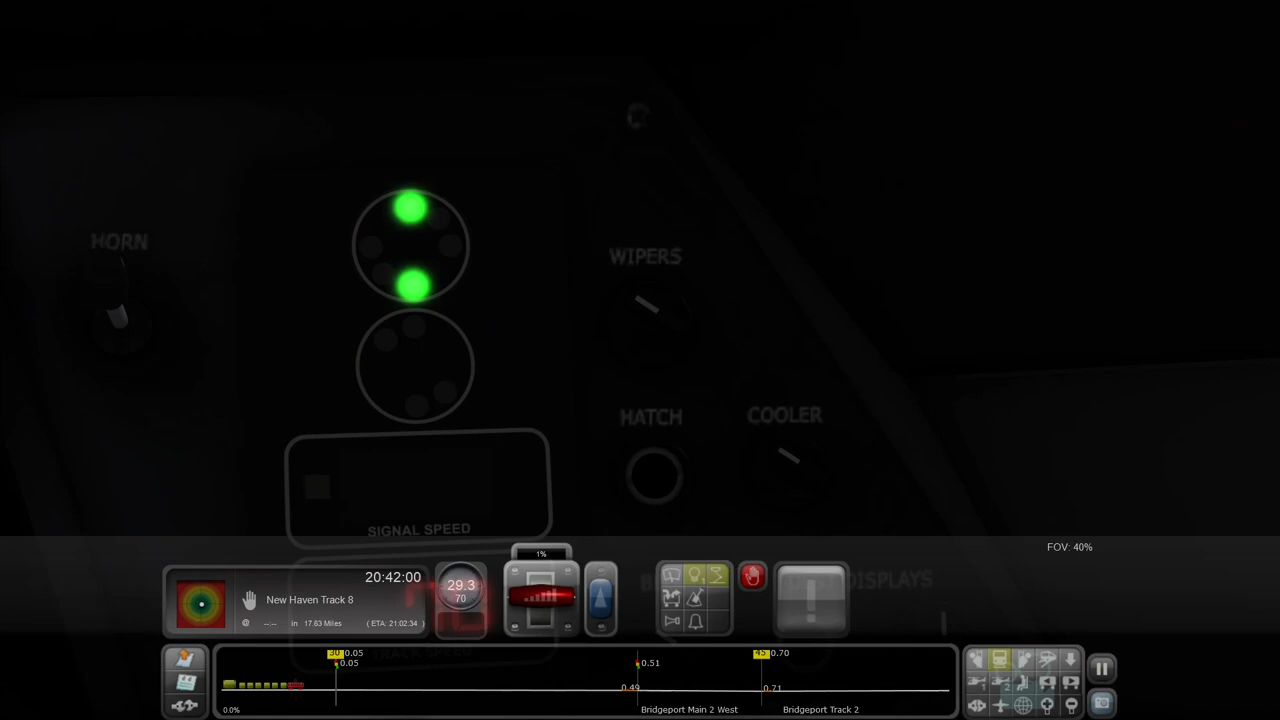 HORN
WIPERS
HATCH
COOLER
SIGNAL SPEED
FOV: 40%
1%
20:42:00
New Haven Track 8
@ --:-- in 17.63 Miles ( ETA: 21:02:34 )
29.3
70
DISPLAYS
TRACK SPEED
30 0.05
0.05
0.51
45 0.70
0.49
0.71
0.0%
Bridgeport Main 2 West
Bridgeport Track 2